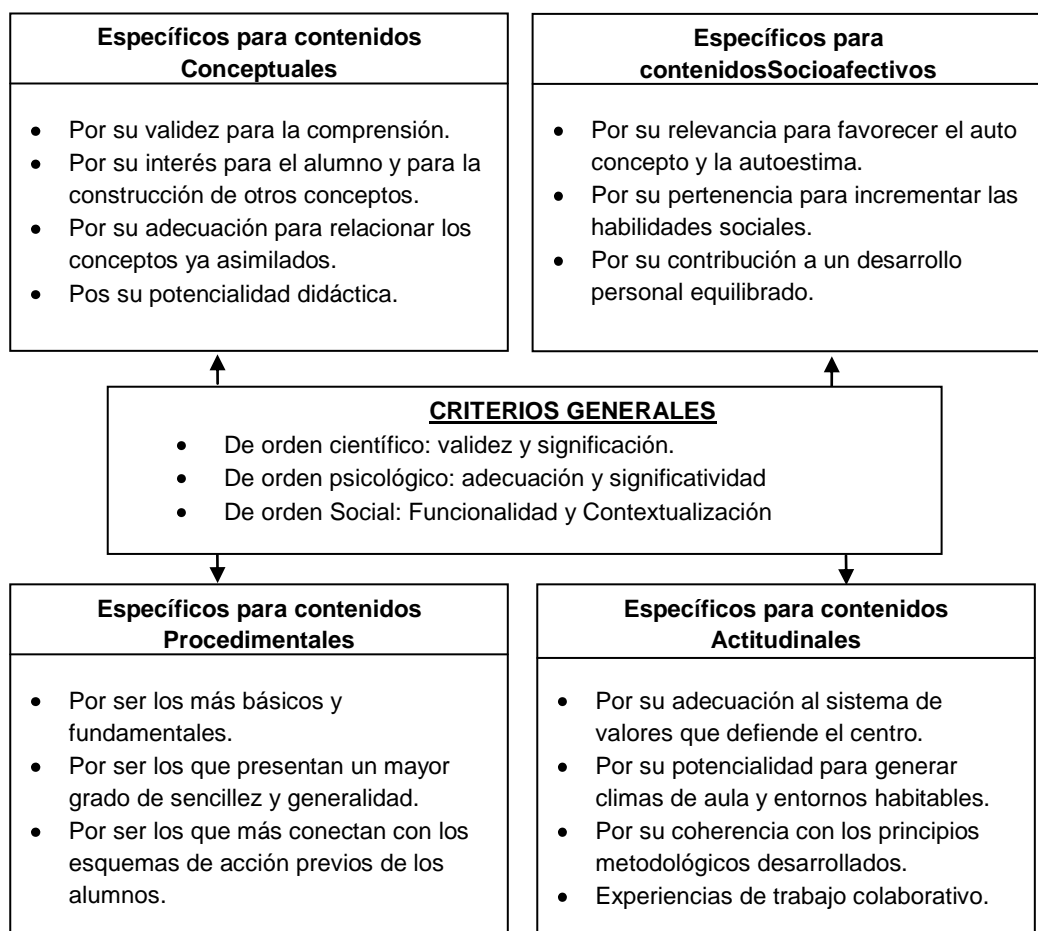 Específicos para contenidos
Conceptuales
• Por su validez para la comprensión.
• Por su interés para el alumno y para la
construcción de otros conceptos.
• Por su adecuación para relacionar los
conceptos ya asimilados.
• Pos su potencialidad didáctica.
Específicos para
contenidosSocioafectivos
• Por su relevancia para favorecer el auto
concepto y la autoestima.
• Por su pertenencia para incrementar las
habilidades sociales.
• Por su contribución a un desarrollo
personal equilibrado.
CRITERIOS GENERALES
• De orden científico: validez y significación.
• De orden psicológico: adecuación y significatividad
• De orden Social: Funcionalidad y Contextualización
Específicos para contenidos
Procedimentales
• Por ser los más básicos y
fundamentales.
• Por ser los que presentan un mayor
grado de sencillez y generalidad.
• Por ser los que más conectan con los
esquemas de acción previos de los
alumnos.
Específicos para contenidos
Actitudinales
• Por su adecuación al sistema de
valores que defiende el centro.
• Por su potencialidad para generar
climas de aula y entornos habitables.
• Por su coherencia con los principios
metodológicos desarrollados.
• Experiencias de trabajo colaborativo.